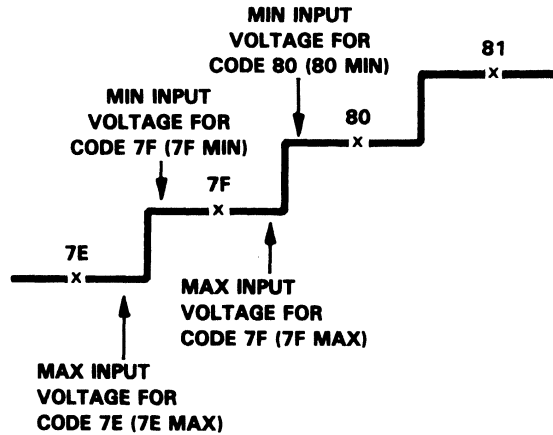 MIN INPUT
VOLTAGE FOR
CODE 80 (80 MIN)
81
MIN INPUT
VOLTAGE FOR
CODE 7F (7F MIN)
80
x
7F
x
x
7E
x
MAX INPUT
VOLTAGE FOR
CODE 7F (7F MAX)
MAX INPUT
VOLTAGE FOR
CODE 7E (7E MAX)